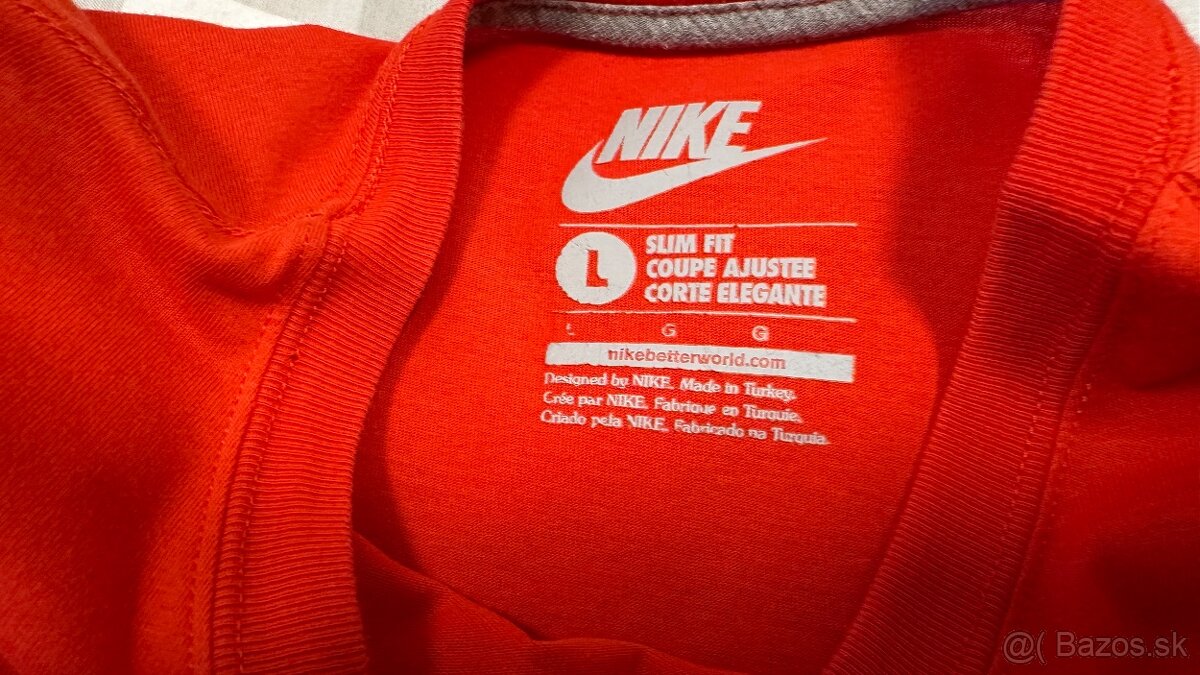 NIKE
L
SLIM FIT
COUPE AJUSTEE
CORTE ELEGANTE
L G G
nikebetterworld.com
Designed by NIKE. Made in Turkey.
Crée par NIKE. Fabrique en Turquie.
Criado pela NIKE. Fabricado na Turquia.
@( Bazos.sk